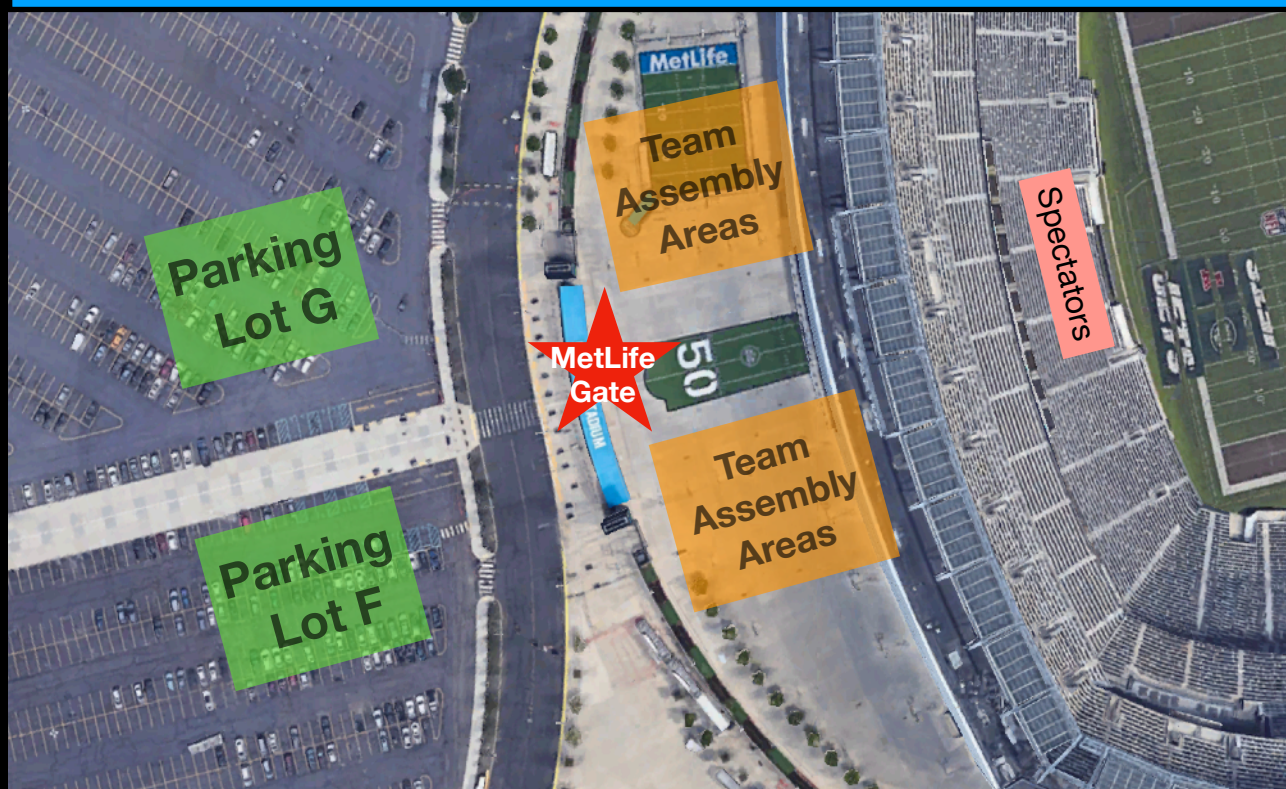 MetLife
Team
Assembly
Areas
Spectators
Parking
Lot G
MetLife
Gate
50
Team
Assembly
Areas
Parking
Lot F